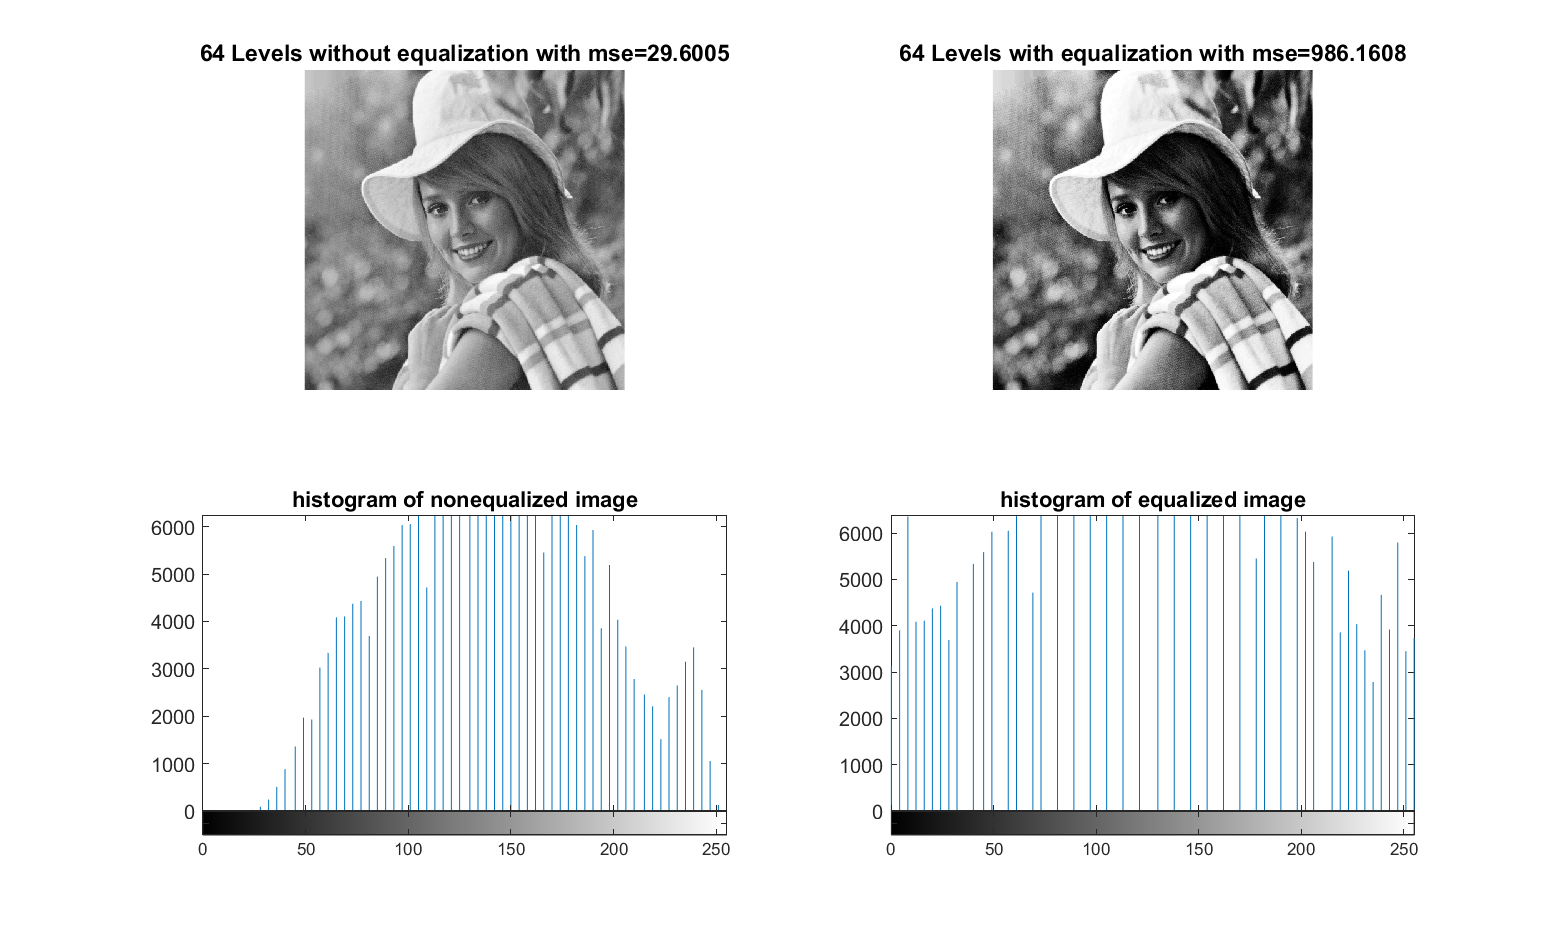 64 Levels without equalization with mse=29.6005
64 Levels with equalization with mse=986.1608
histogram of nonequalized image
6000
5000
4000
3000
2000
1000
0
0 50 100 150 200 250
histogram of equalized image
6000
5000
4000
3000
2000
1000
0
0 50 100 150 200 250